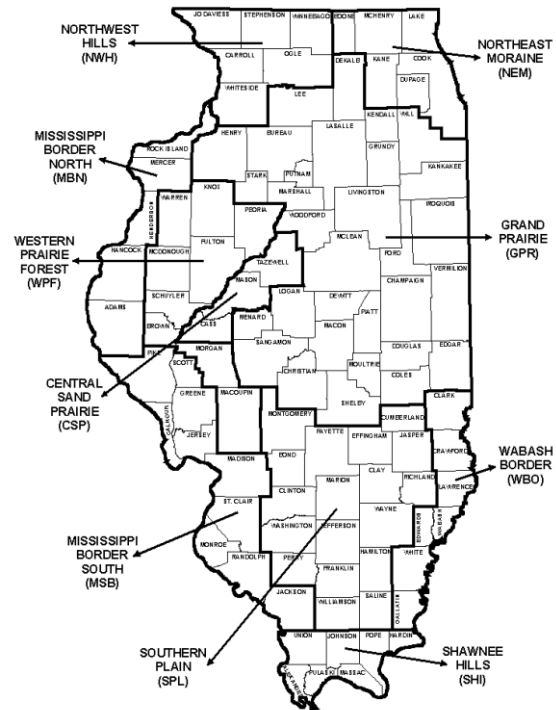 JO DAVIESS
STEPHENSON
WINNEBAGO
BOONE
MCHENRY
LAKE
NORTHWEST
HILLS
(NWH)
NORTHEAST
MORAINE
(NEM)
CARROLL
OGLE
DEKALB
KANE
COOK
DUPAGE
WHITESIDE
LEE
KENDALL
WILL
MISSISSIPPI
BORDER
NORTH
(MBN)
ROCK ISLAND
HENRY
BUREAU
LASALLE
GRUNDY
MERCER
STARK
PUTNAM
KANKAKEE
HENDERSON
WARREN
KNOX
MARSHALL
LIVINGSTON
PEORIA
WOODFORD
IROQUOIS
WESTERN
PRAIRIE
FOREST
(WPF)
GRAND
PRAIRIE
(GPR)
HANCOCK
MCDONOUGH
FULTON
TAZEWELL
MCLEAN
FORD
MASON
VERMILION
ADAMS
SCHUYLER
LOGAN
DEWITT
CHAMPAIGN
BROWN
CASS
MENARD
PIATT
MACON
SANGAMON
PIKE
MORGAN
DOUGLAS
EDGAR
CENTRAL
SAND
PRAIRIE
(CSP)
SCOTT
CHRISTIAN
MOULTRIE
COLES
GREENE
MACOUPIN
SHELBY
CLARK
CALHOUN
JERSEY
MONTGOMERY
CUMBERLAND
FAYETTE
EFFINGHAM
JASPER
CRAWFORD
MADISON
BOND
CLAY
RICHLAND
LAWRENCE
WABASH
BORDER
(WBO)
CLINTON
MARION
ST. CLAIR
WAYNE
EDWARDS
WABASH
WASHINGTON
JEFFERSON
MISSISSIPPI
BORDER
SOUTH
(MSB)
MONROE
RANDOLPH
PERRY
HAMILTON
WHITE
FRANKLIN
JACKSON
WILLIAMSON
SALINE
GALLATIN
SOUTHERN
PLAIN
(SPL)
UNION
JOHNSON
POPE
HARDIN
SHAWNEE
HILLS
(SHI)
PULASKI
MASSAC